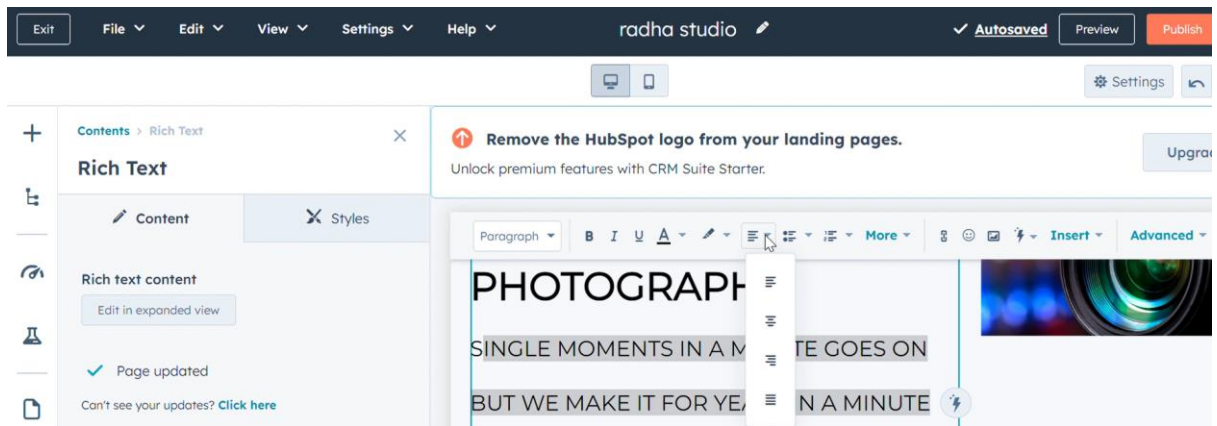 Exit File Edit View Settings Help radha studio Autosaved Preview Publish
Settings
Contents > Rich Text
Rich Text
Content Styles
Rich text content
Edit in expanded view
Page updated
Can't see your updates? Click here
Remove the HubSpot logo from your landing pages.
Unlock premium features with CRM Suite Starter.
Upgrad
Paragraph B I U A More Insert Advanced
PHOTOGRAPH
SINGLE MOMENTS IN A M TE GOES ON
BUT WE MAKE IT FOR YEA N A MINUTE